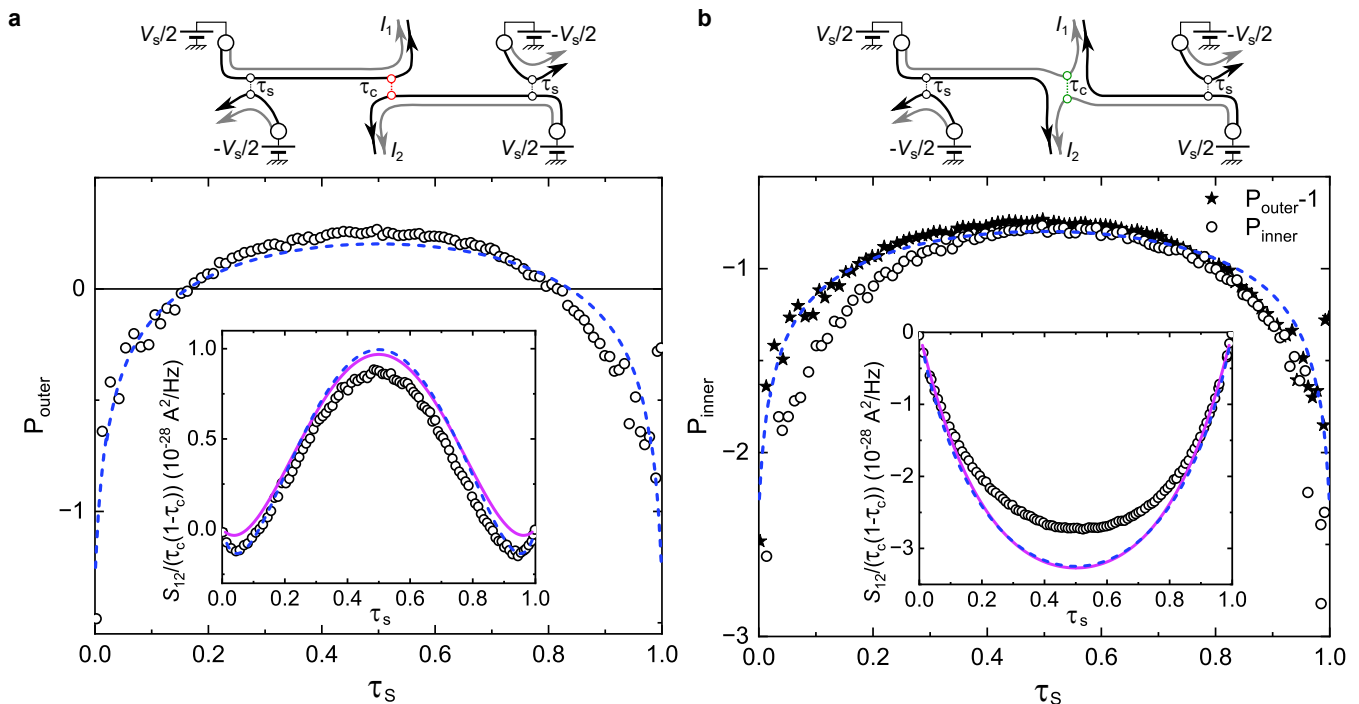 a
V_s/2
I_1
-V_s/2
τ_s
τ_c
τ_s
-V_s/2
I_2
V_s/2
P_outer
0
−1
0.0 0.2 0.4 0.6 0.8 1.0
τ_S
S_12/(τ_c(1-τ_c)) (10^-28 A^2/Hz)
1.0
0.5
0.0
0.0 0.2 0.4 0.6 0.8 1.0
τ_s
b
V_s/2
I_1
-V_s/2
τ_s
τ_c
τ_s
-V_s/2
I_2
V_s/2
P_outer-1
P_inner
P_inner
−1
−2
−3
0.0 0.2 0.4 0.6 0.8 1.0
τ_S
S_12/(τ_c(1-τ_c)) (10^-28 A^2/Hz)
0
−1
−2
−3
0.0 0.2 0.4 0.6 0.8 1.0
τ_s